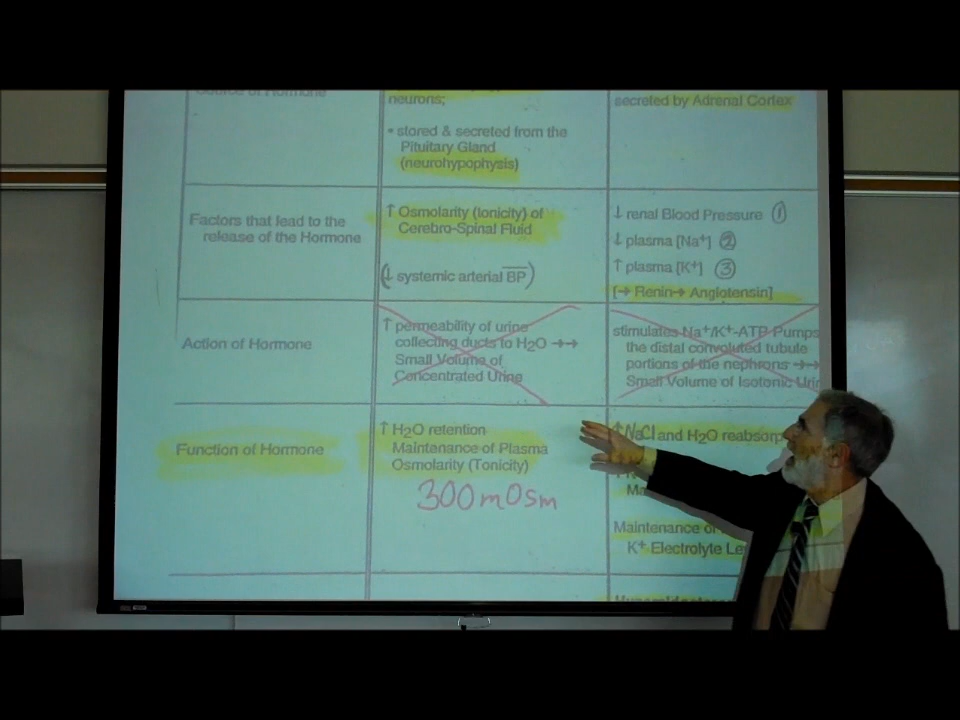 Source of Hormone
neurons;
• stored & secreted from the
Pituitary Gland
(neurohypophysis)
secreted by Adrenal Cortex
Factors that lead to the
release of the Hormone
↑ Osmolarity (tonicity) of
Cerebro-Spinal Fluid
(↓ systemic arterial BP)
↓ renal Blood Pressure ①
↓ plasma [Na+] ②
↑ plasma [K+] ③
[→ Renin → Angiotensin]
Action of Hormone
↑ permeability of urine
collecting ducts to H2O →→
Small Volume of
Concentrated Urine
stimulates Na+/K+-ATP Pumps
the distal convoluted tubule
portions of the nephrons →→
Small Volume of Isotonic
Function of Hormone
↑ H2O retention
Maintenance of Plasma
Osmolarity (Tonicity)
300 mOsm
↑ NaCl and H2O
Maintenance of
K+ Electrolyte